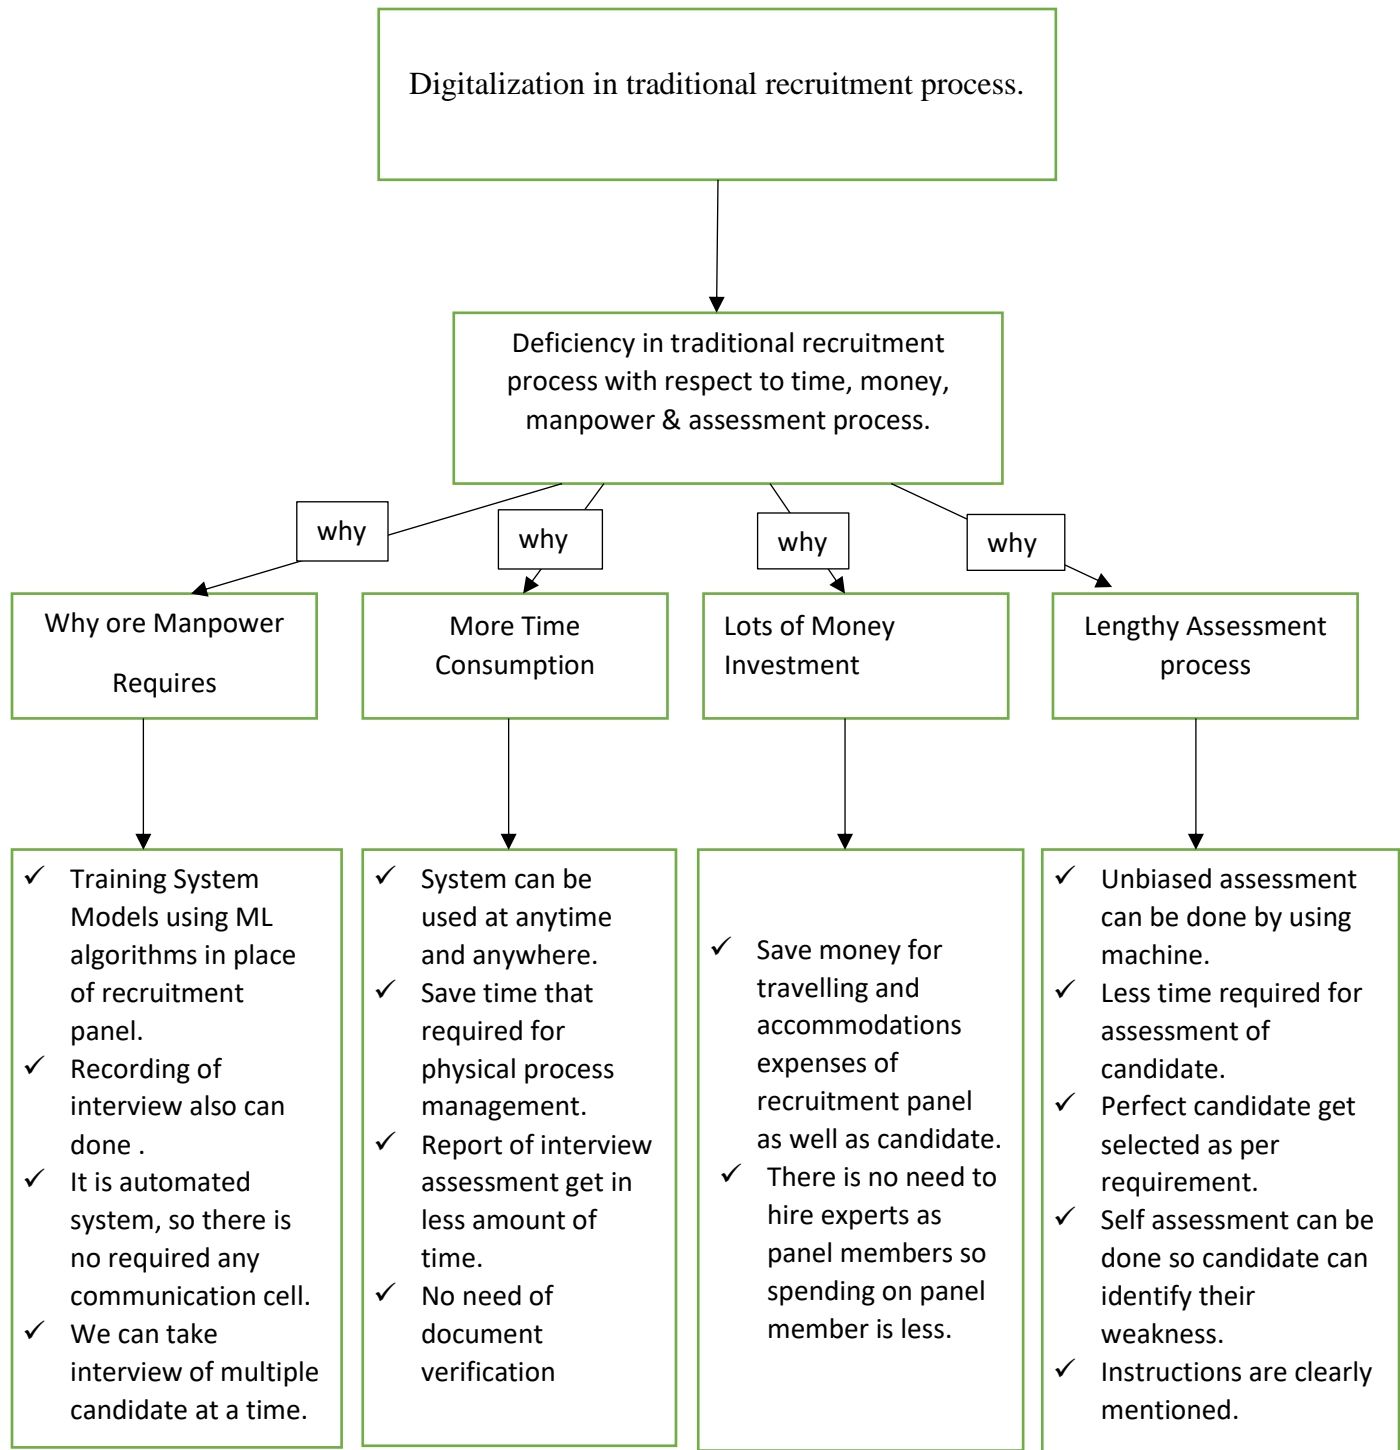 Digitalization in traditional recruitment process.
Deficiency in traditional recruitment
process with respect to time, money,
manpower & assessment process.
why
why
why
why
Why ore Manpower
Requires
More Time
Consumption
Lots of Money
Investment
Lengthy Assessment
process
✓ Training System
Models using ML
algorithms in place
of recruitment
panel.
✓ Recording of
interview also can
done .
✓ It is automated
system, so there is
no required any
communication cell.
✓ We can take
interview of multiple
candidate at a time.
✓ System can be
used at anytime
and anywhere.
✓ Save time that
required for
physical process
management.
✓ Report of interview
assessment get in
less amount of
time.
✓ No need of
document
verification
✓ Save money for
travelling and
accommodations
expenses of
recruitment panel
as well as candidate.
✓ There is no need to
hire experts as
panel members so
spending on panel
member is less.
✓ Unbiased assessment
can be done by using
machine.
✓ Less time required for
assessment of
candidate.
✓ Perfect candidate get
selected as per
requirement.
✓ Self assessment can be
done so candidate can
identify their
weakness.
✓ Instructions are clearly
mentioned.